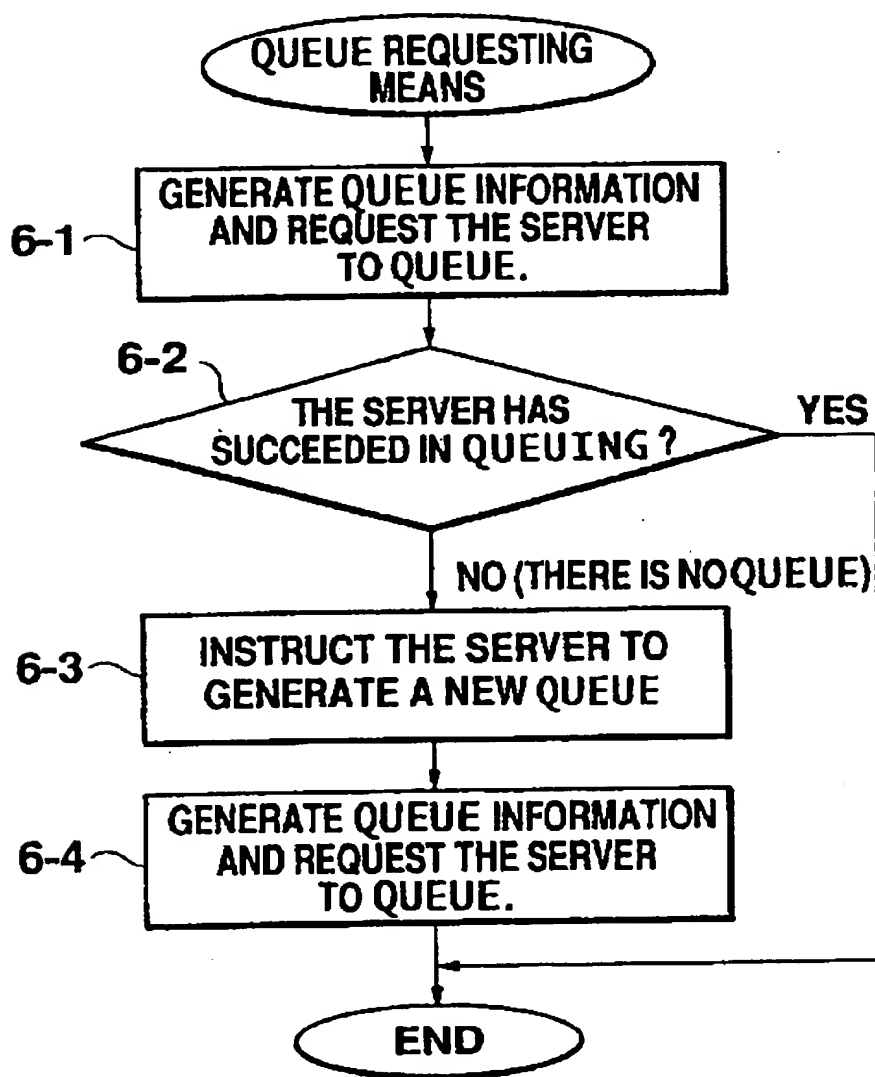 QUEUE REQUESTING
MEANS
6-1
GENERATE QUEUE INFORMATION
AND REQUEST THE SERVER
TO QUEUE.
6-2
THE SERVER HAS
SUCCEEDED IN QUEUING ?
YES
NO (THERE IS NO QUEUE)
6-3
INSTRUCT THE SERVER TO
GENERATE A NEW QUEUE
6-4
GENERATE QUEUE INFORMATION
AND REQUEST THE SERVER
TO QUEUE.
END